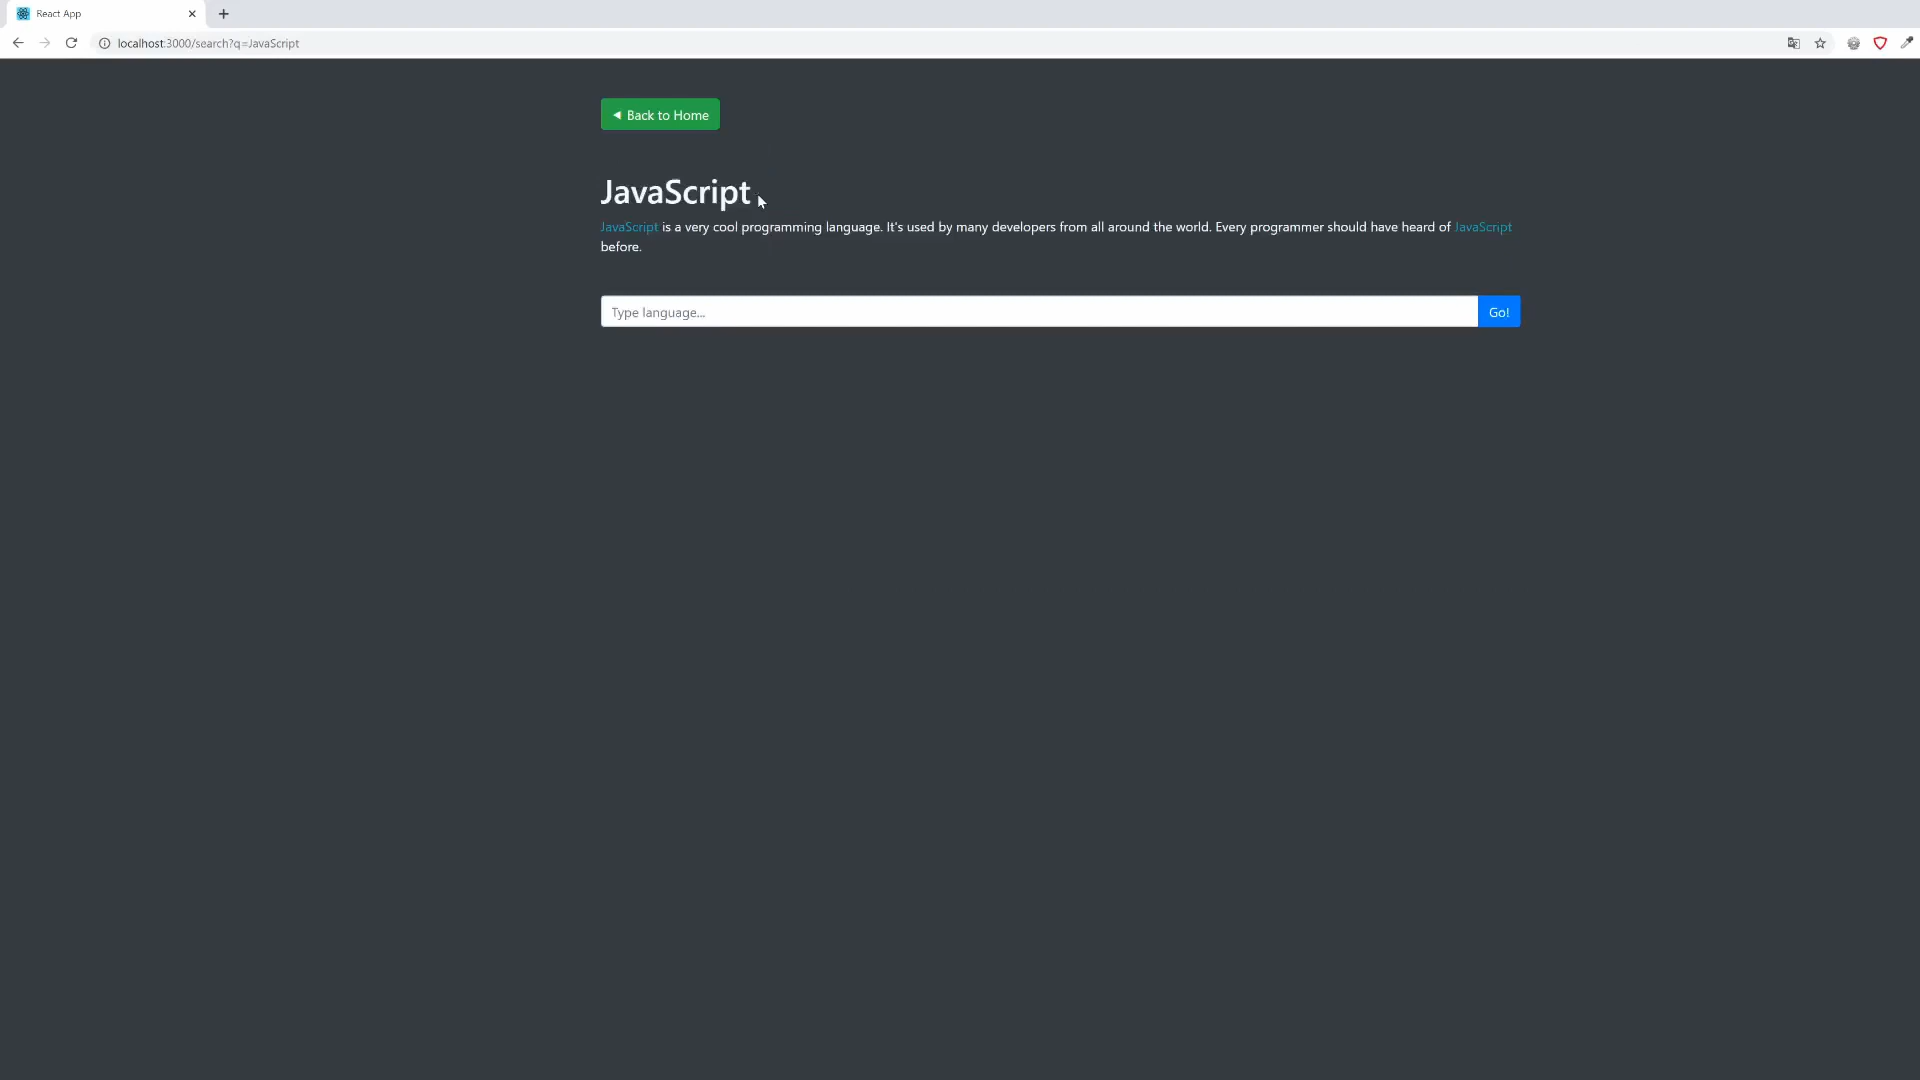 React App
localhost:3000/search?q=JavaScript
◄ Back to Home
JavaScript
JavaScript is a very cool programming language. It's used by many developers from all around the world. Every programmer should have heard of JavaScript
before.
Type language...
Go!